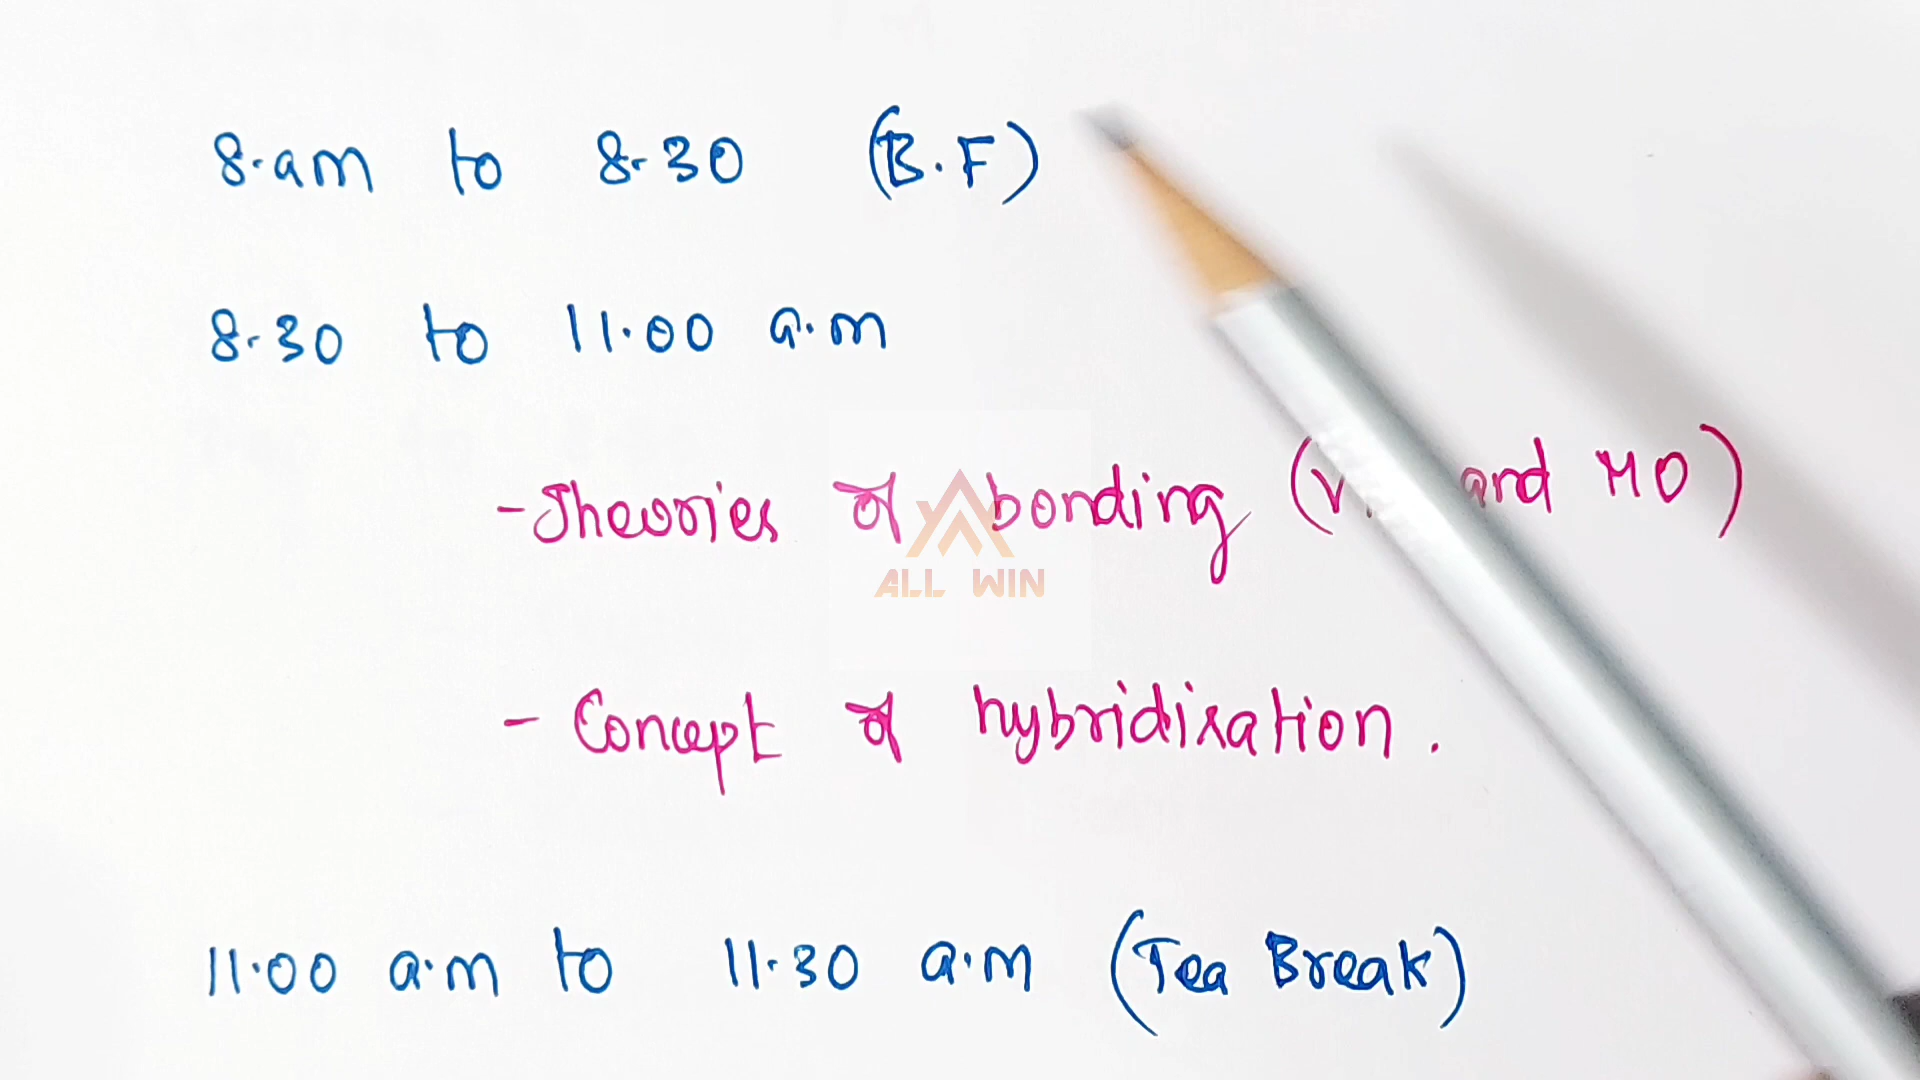 8.am to 8.30 (B.F)
8.30 to 11.00 a.m
- Theories of bonding ( and MO)
ALL WIN
- Concept of hybridisation.
11.00 a.m to 11.30 a.m (Tea Break)